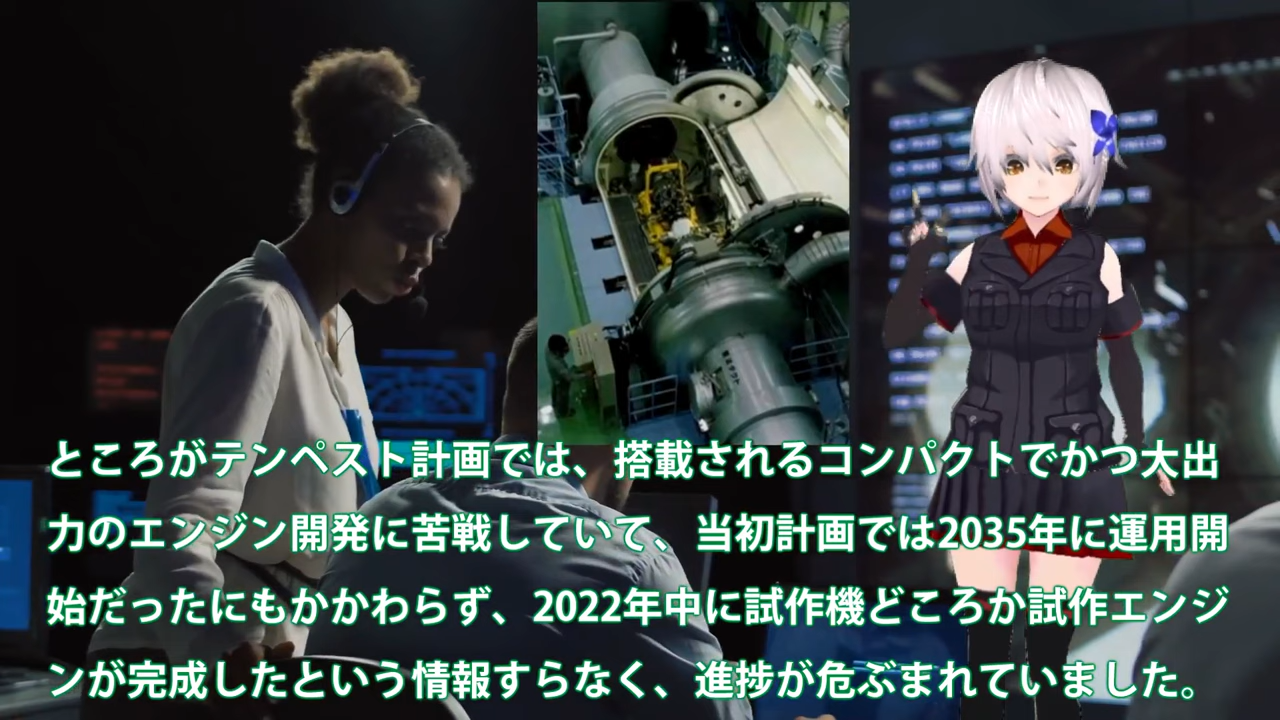 ところがテンペスト計画では、搭載されるコンパクトでかつ大出
力のエンジン開発に苦戦していて、当初計画では2035年に運用開
始だったにもかかわらず、2022年中に試作機どころか試作エンジ
ンが完成したという情報すらなく、進捗が危ぶまれていました。